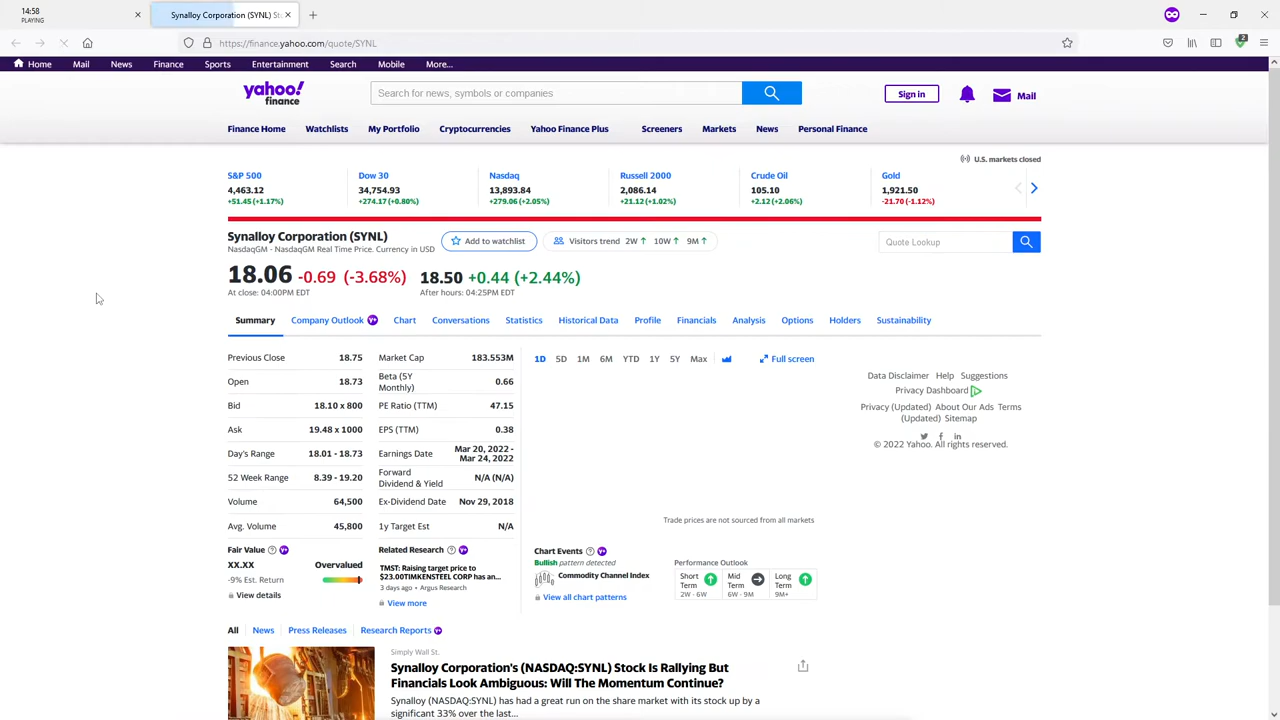 14:58
PLAYING
Synalloy Corporation (SYNL) St
https://finance.yahoo.com/quote/SYNL
2
Home Mail News Finance Sports Entertainment Search Mobile More...
yahoo!
finance
Search for news, symbols or companies
Sign in
Mail
Finance Home Watchlists My Portfolio Cryptocurrencies Yahoo Finance Plus Screeners Markets News Personal Finance
U.S. markets closed
S&P 500 Dow 30 Nasdaq Russell 2000 Crude Oil Gold
4,463.12 34,754.93 13,893.84 2,086.14 105.10 1,921.50
+51.45 (+1.17%) +274.17 (+0.80%) +279.06 (+2.05%) +21.12 (+1.02%) +2.12 (+2.06%) -21.70 (-1.12%)
Synalloy Corporation (SYNL)
NasdaqGM - NasdaqGM Real Time Price. Currency in USD
Add to watchlist
Visitors trend 2W 10W 9M
Quote Lookup
18.06 -0.69 (-3.68%) 18.50 +0.44 (+2.44%)
At close: 04:00PM EDT After hours: 04:25PM EDT
Summary Company Outlook Y+ Chart Conversations Statistics Historical Data Profile Financials Analysis Options Holders Sustainability
Previous Close 18.75
Open 18.73
Bid 18.10 x 800
Ask 19.48 x 1000
Day's Range 18.01 - 18.73
52 Week Range 8.39 - 19.20
Volume 64,500
Avg. Volume 45,800
Market Cap 183.553M
Beta (5Y
Monthly) 0.66
PE Ratio (TTM) 47.15
EPS (TTM) 0.38
Earnings Date Mar 20, 2022 -
Mar 24, 2022
Forward
Dividend & Yield N/A (N/A)
Ex-Dividend Date Nov 29, 2018
1y Target Est N/A
1D 5D 1M 6M YTD 1Y 5Y Max
Full screen
Trade prices are not sourced from all markets
Data Disclaimer Help Suggestions
Privacy Dashboard
Privacy (Updated) About Our Ads Terms
(Updated) Sitemap
© 2022 Yahoo. All rights reserved.
Fair Value ? Y+
XX.XX Overvalued
-9% Est. Return
View details
Related Research ? Y+
TMST: Raising target price to
$23.00TIMKENSTEEL CORP has an...
3 days ago • Argus Research
View more
Chart Events ? Y+
Bullish pattern detected
Commodity Channel Index
View all chart patterns
Performance Outlook
Short
Term
2W - 6W
Mid
Term
6W - 9M
Long
Term
9M+
All News Press Releases Research Reports Y+
Simply Wall St.
Synalloy Corporation's (NASDAQ:SYNL) Stock Is Rallying But
Financials Look Ambiguous: Will The Momentum Continue?
Synalloy (NASDAQ:SYNL) has had a great run on the share market with its stock up by a
significant 33% over the last...